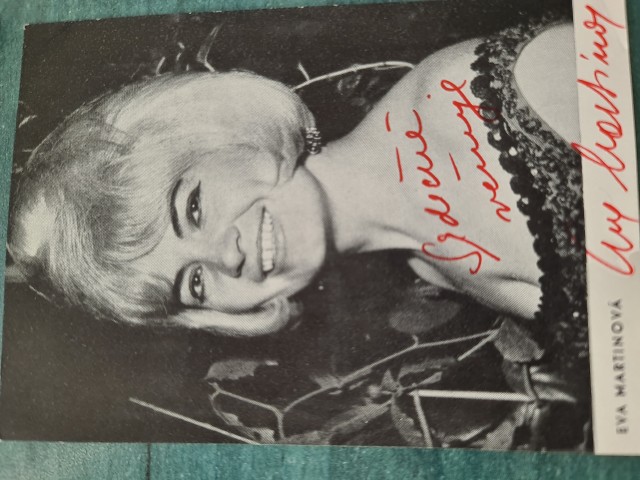 Srdečně
věnuje
Eva Martinová
EVA MARTINOVÁ